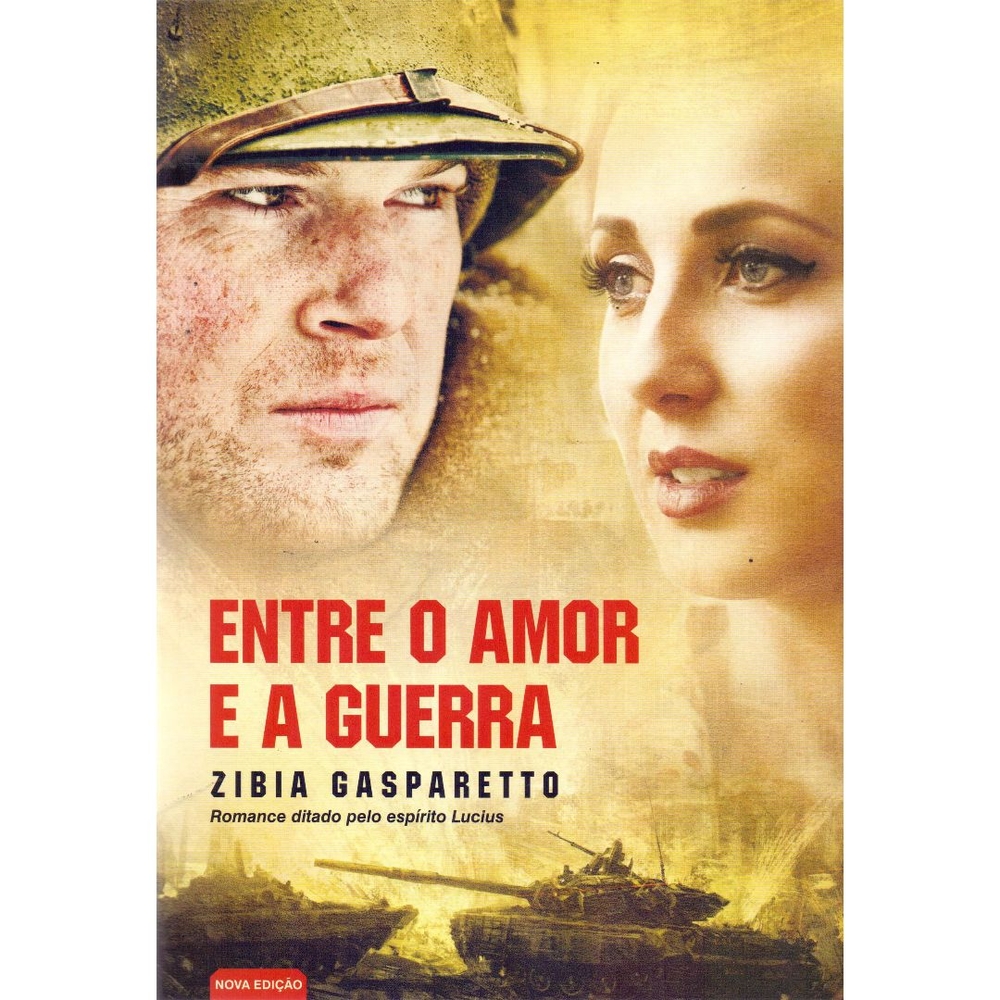 ENTRE O AMOR
E A GUERRA
ZIBIA GASPARETTO
Romance ditado pelo espírito Lucius
NOVA EDIÇÃO